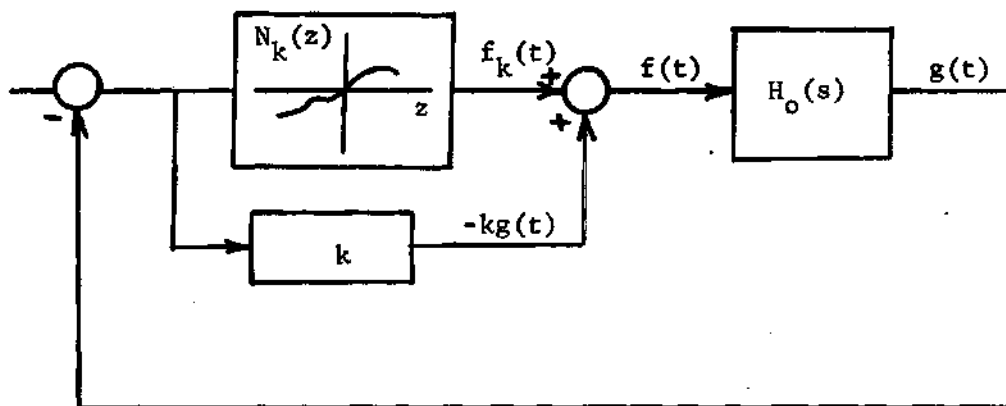 N_k(z)
z
f_k(t)
+
+
-
f(t)
H_o(s)
g(t)
k
-kg(t)